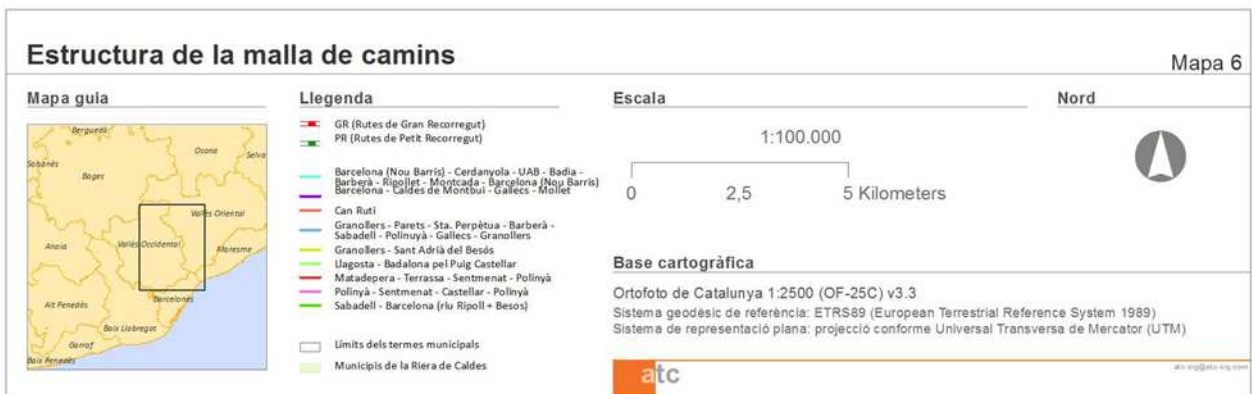 Estructura de la malla de camins
Mapa 6
Mapa guia
Berguedà
Osona
Selva
Bages
Vallès Oriental
Anoia
Vallès Occidental
Maresme
Alt Penedès
Barcelonès
Baix Llobregat
Garraf
Baix Penedès
Llegenda
GR (Rutes de Gran Recorregut)
PR (Rutes de Petit Recorregut)
Barcelona (Nou Barris) - Cerdanyola - UAB - Badia -
Barberà - Ripollet - Montcada - Barcelona (Nou Barris)
Barcelona - Caldes de Montbui - Gallecs - Mollet
Can Ruti
Granollers - Parets - Sta. Perpètua - Barberà -
Sabadell - Polinuyà - Gallecs - Granollers
Granollers - Sant Adrià del Besós
Llagosta - Badalona pel Puig Castellar
Matadepera - Terrassa - Sentmenat - Polinyà
Polinyà - Sentmenat - Castellar - Polinyà
Sabadell - Barcelona (riu Ripoll + Besos)
Límits dels termes municipals
Municipis de la Riera de Caldes
Escala
1:100.000
0 2,5 5 Kilometers
Nord
Base cartogràfica
Ortofoto de Catalunya 1:2500 (OF-25C) v3.3
Sistema geodèsic de referència: ETRS89 (European Terrestrial Reference System 1989)
Sistema de representació plana: projecció conforme Universal Transversa de Mercator (UTM)
atc